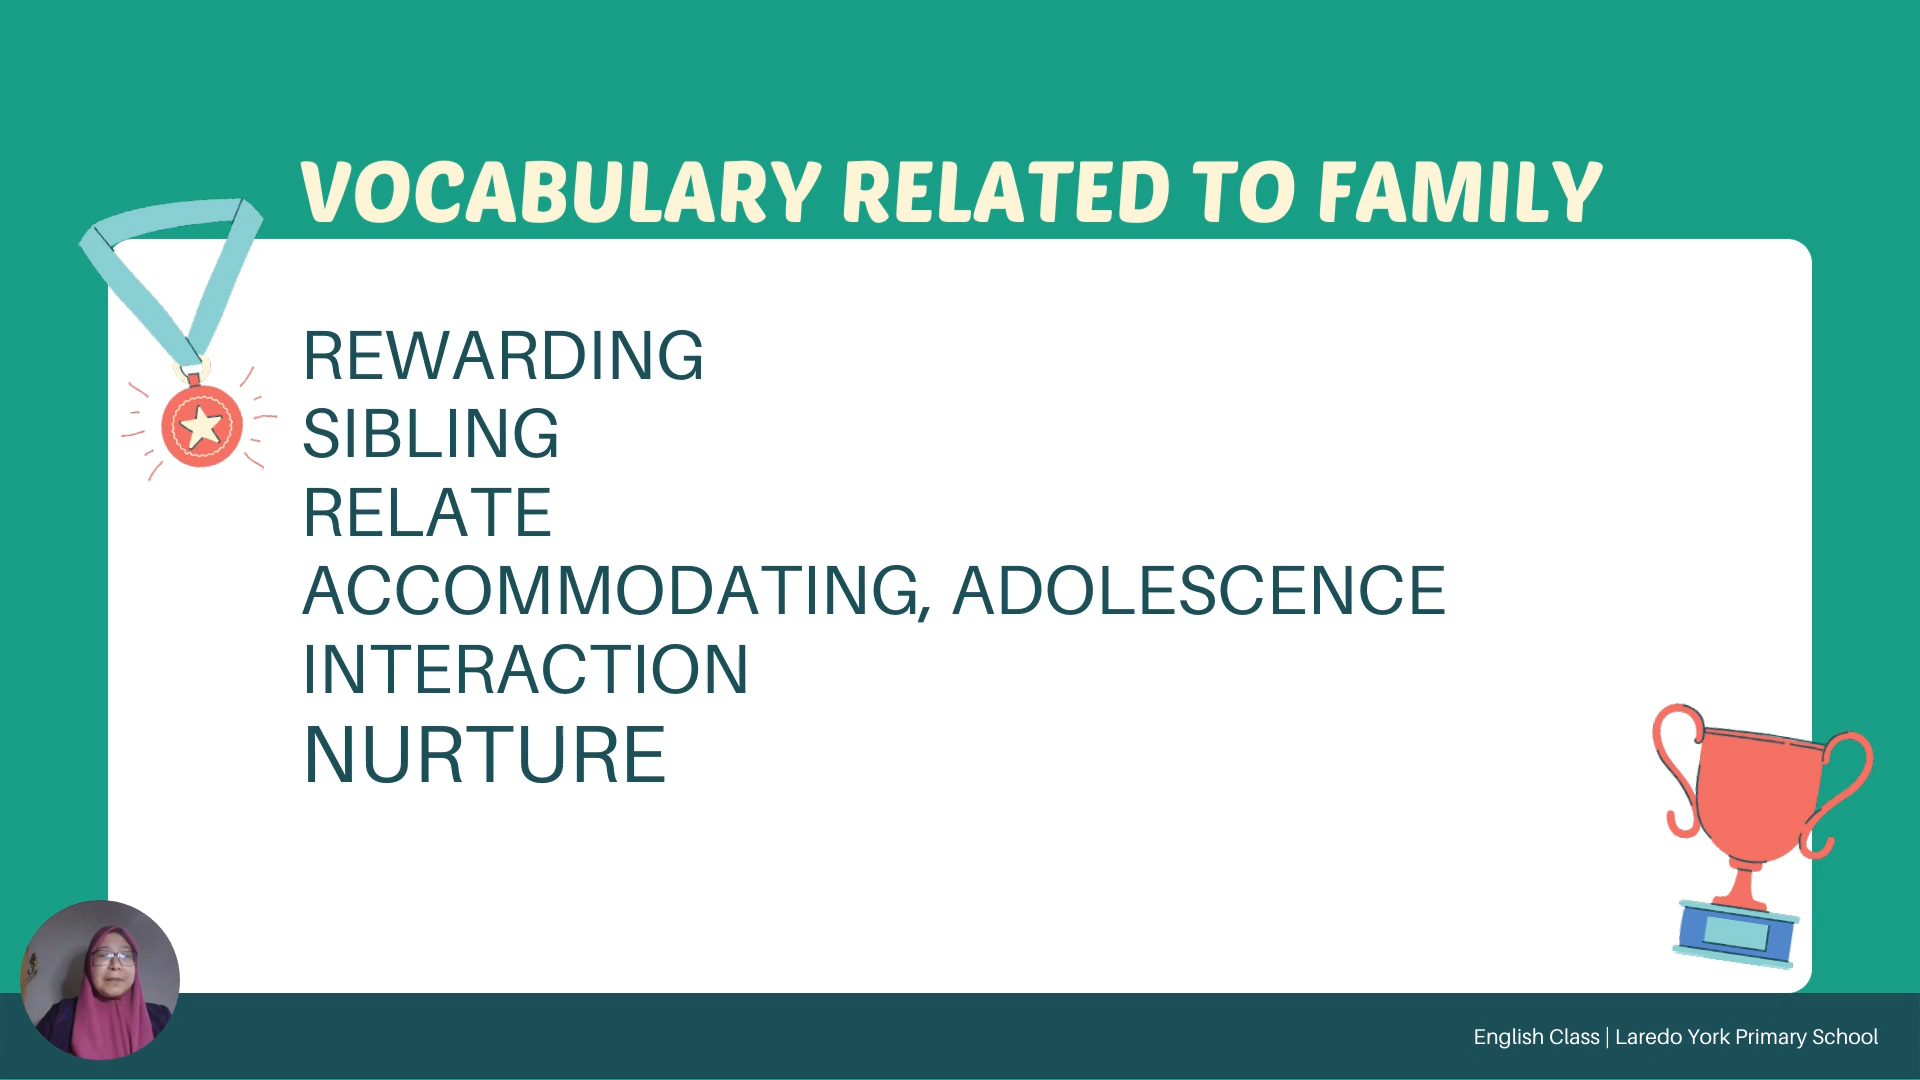 VOCABULARY RELATED TO FAMILY
REWARDING
SIBLING
RELATE
ACCOMMODATING, ADOLESCENCE
INTERACTION
NURTURE
English Class | Laredo York Primary School